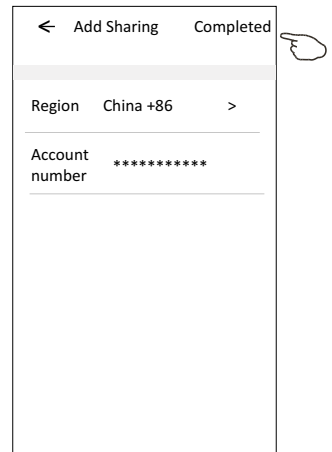 ← Add Sharing Completed
Region China +86 >
Account
number ***********